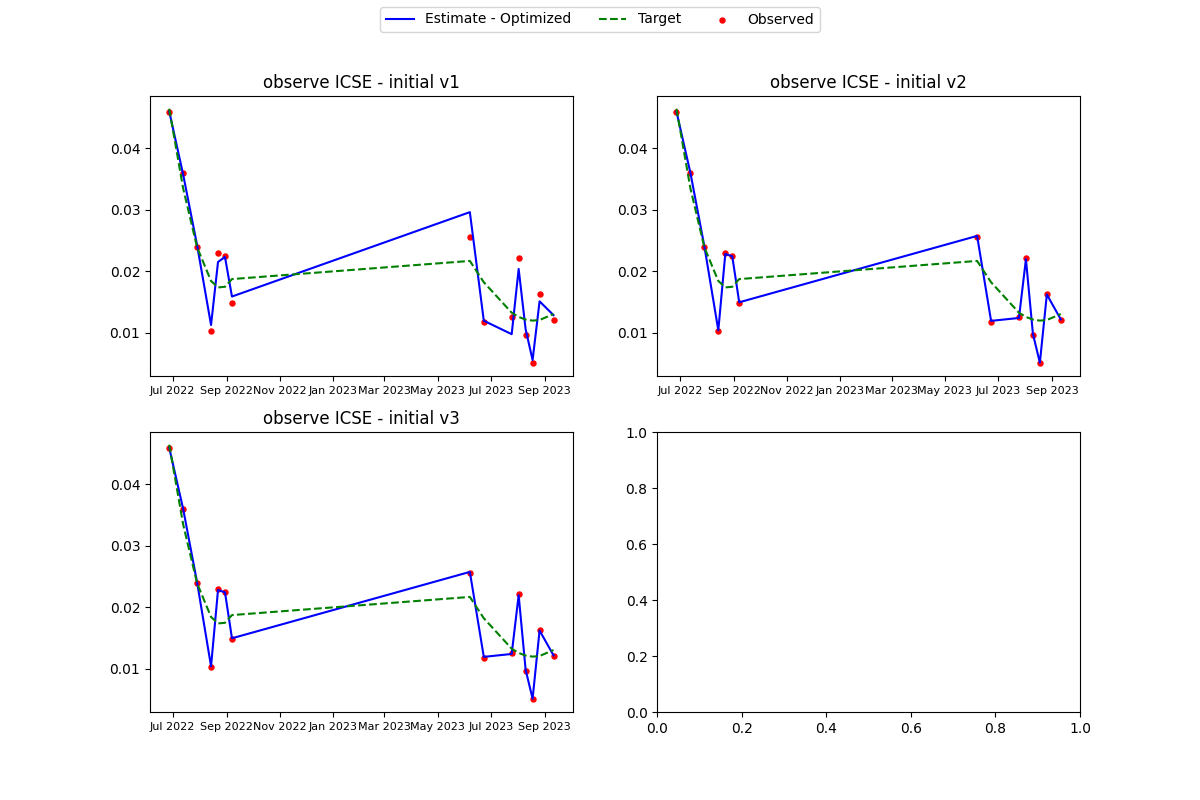 Estimate - Optimized Target Observed
observe ICSE - initial v1
0.04
0.03
0.02
0.01
Jul 2022 Sep 2022 Nov 2022 Jan 2023 Mar 2023 May 2023 Jul 2023 Sep 2023
observe ICSE - initial v2
0.04
0.03
0.02
0.01
Jul 2022 Sep 2022 Nov 2022 Jan 2023 Mar 2023 May 2023 Jul 2023 Sep 2023
observe ICSE - initial v3
0.04
0.03
0.02
0.01
Jul 2022 Sep 2022 Nov 2022 Jan 2023 Mar 2023 May 2023 Jul 2023 Sep 2023
1.0
0.8
0.6
0.4
0.2
0.0
0.0 0.2 0.4 0.6 0.8 1.0